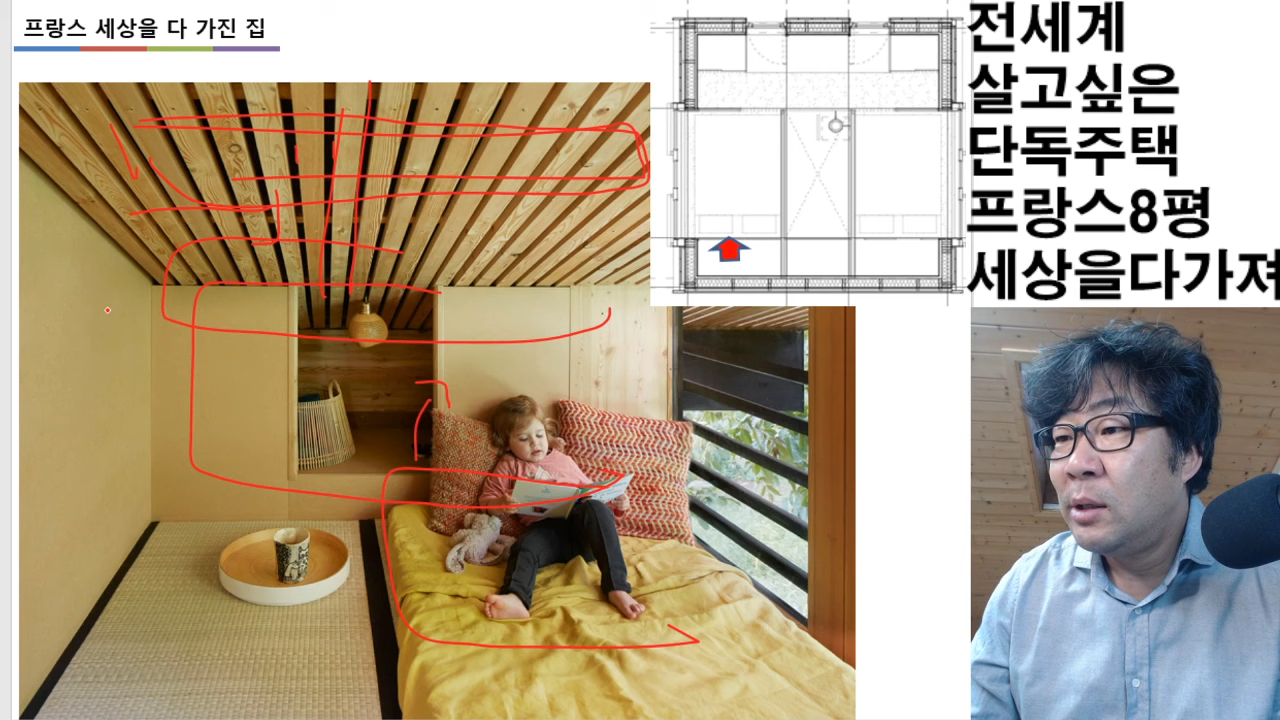 프랑스 세상을 다 가진 집
전세계
살고싶은
단독주택
프랑스8평
세상을다가져